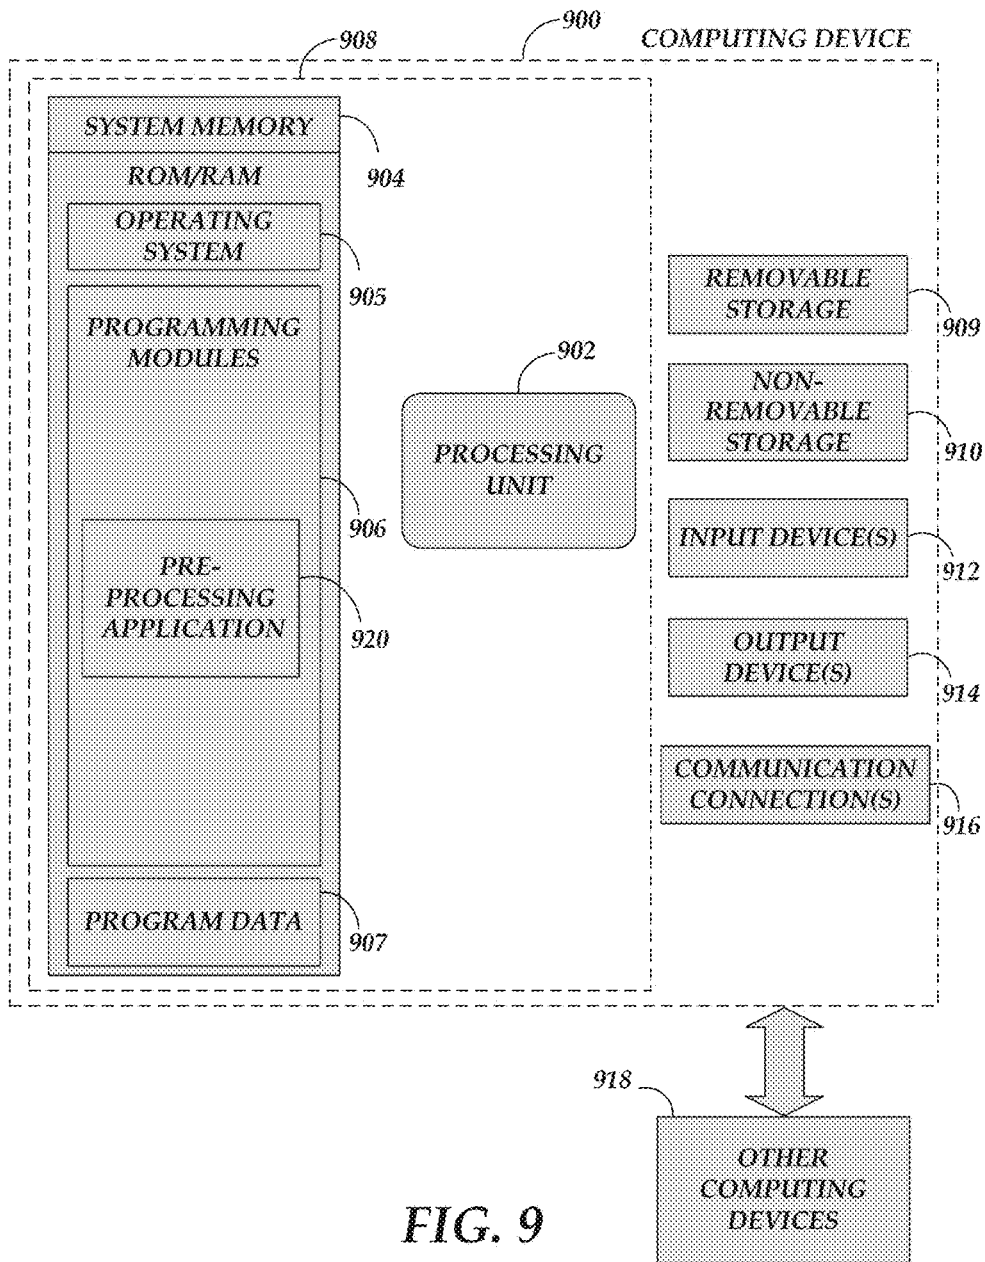 900
COMPUTING DEVICE
908
SYSTEM MEMORY
904
ROM/RAM
OPERATING
SYSTEM
905
PROGRAMMING
MODULES
906
PRE-
PROCESSING
APPLICATION
920
PROGRAM DATA
907
902
PROCESSING
UNIT
REMOVABLE
STORAGE
909
NON-
REMOVABLE
STORAGE
910
INPUT DEVICE(S)
912
OUTPUT
DEVICE(S)
914
COMMUNICATION
CONNECTION(S)
916
918
OTHER
COMPUTING
DEVICES
FIG. 9